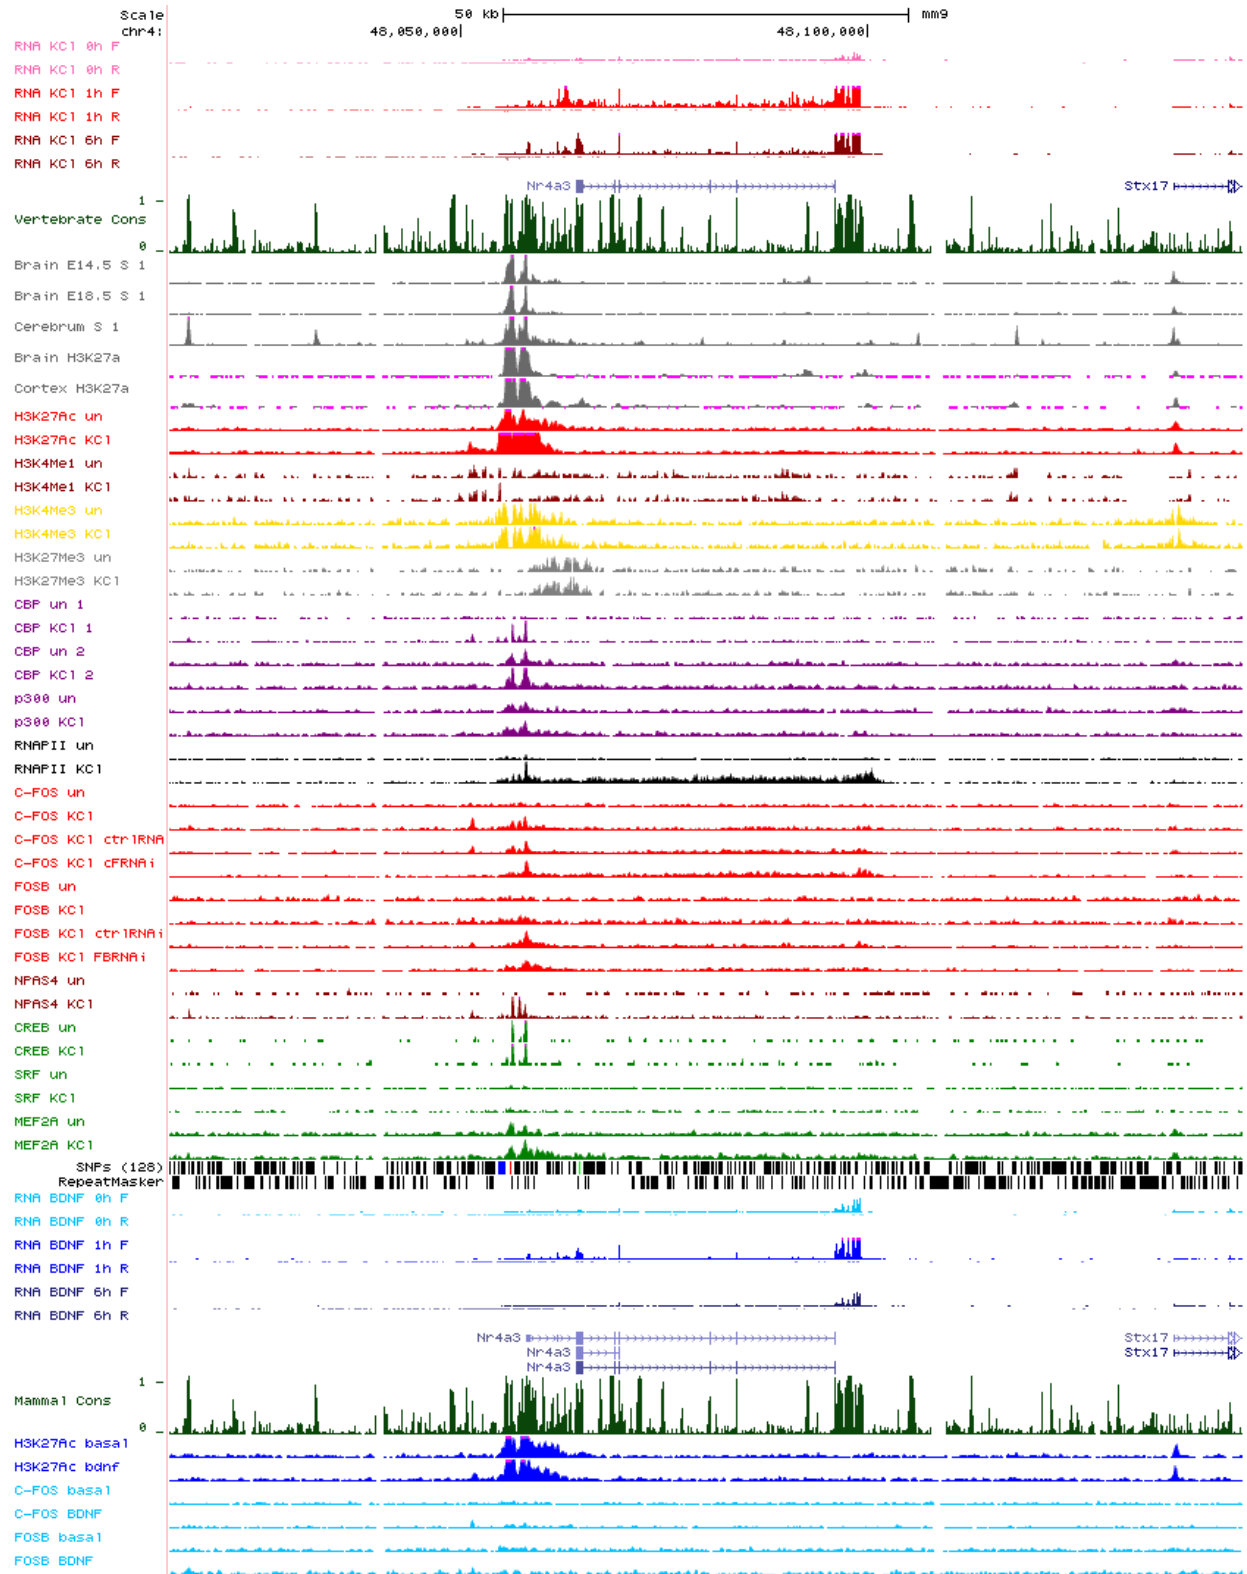 Scale 50 kb mm9
chr4: 48,050,000 48,100,000
RNA KCl 0h F
RNA KCl 0h R
RNA KCl 1h F
RNA KCl 1h R
RNA KCl 6h F
RNA KCl 6h R
Nr4a3 Stx17
1
Vertebrate Cons
0
Brain E14.5 S 1
Brain E18.5 S 1
Cerebrum S 1
Brain H3K27a
Cortex H3K27a
H3K27Ac un
H3K27Ac KCl
H3K4Me1 un
H3K4Me1 KCl
H3K4Me3 un
H3K4Me3 KCl
H3K27Me3 un
H3K27Me3 KCl
CBP un 1
CBP KCl 1
CBP un 2
CBP KCl 2
p300 un
p300 KCl
RNAPII un
RNAPII KCl
C-FOS un
C-FOS KCl
C-FOS KCl ctrlRNA
C-FOS KCl cFRNAi
FOSB un
FOSB KCl
FOSB KCl ctrlRNAi
FOSB KCl FBRNAi
NPAS4 un
NPAS4 KCl
CREB un
CREB KCl
SRF un
SRF KCl
MEF2A un
MEF2A KCl
SNPs (128)
RepeatMasker
RNA BDNF 0h F
RNA BDNF 0h R
RNA BDNF 1h F
RNA BDNF 1h R
RNA BDNF 6h F
RNA BDNF 6h R
Nr4a3 Stx17
Nr4a3 Stx17
Nr4a3
1
Mammal Cons
0
H3K27Ac basal
H3K27Ac bdnf
C-FOS basal
C-FOS BDNF
FOSB basal
FOSB BDNF